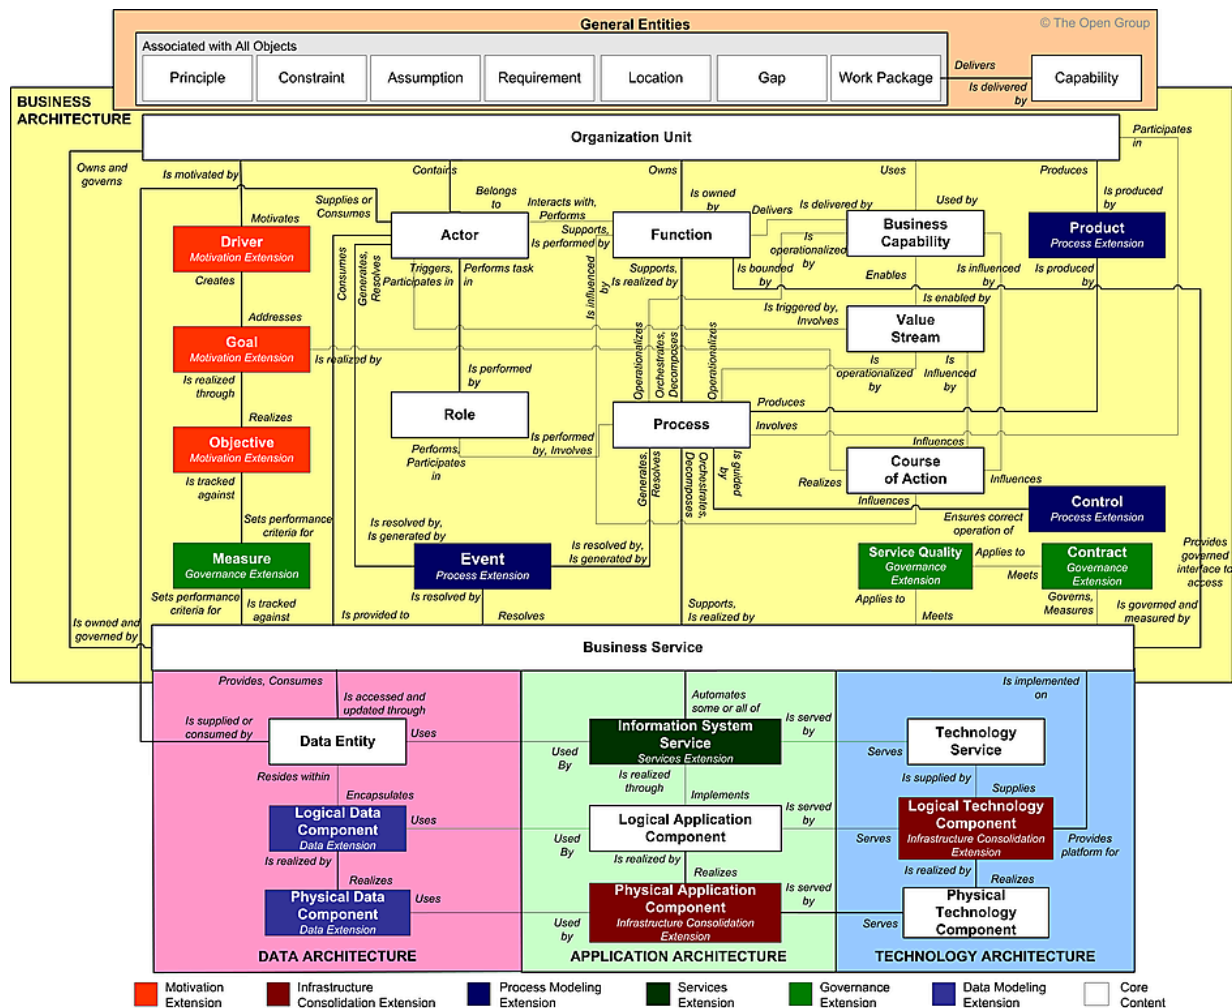 General Entities
© The Open Group
Associated with All Objects
Principle
Constraint
Assumption
Requirement
Location
Gap
Work Package
Delivers
Is delivered
by
Capability
BUSINESS
ARCHITECTURE
Organization Unit
Participates
in
Owns and
governs
Is motivated by
Contains
Owns
Uses
Produces
Supplies or
Consumes
Belongs
to
Interacts with,
Performs
Is owned
by
Is delivered by
Used by
Is produced
by
Motivates
Delivers
Driver
Motivation Extension
Actor
Supports,
Is performed by
Function
Is
operationalized
by
Business
Capability
Product
Process Extension
Creates
Consumes
Generates,
Resolves
Triggers,
Participates in
Performs task
in
Is influenced
by
Supports,
Is realized by
Is bounded
by
Enables
Is influenced
by
Is produced
by
Addresses
Is triggered by,
Involves
Is enabled by
Goal
Motivation Extension
Is realized by
Value
Stream
Operationalizes
Orchestrates,
Decomposes
Operationalizes
Is realized
through
Is performed
by
Is
operationalized
by
Is
Influenced
by
Realizes
Role
Process
Produces
Involves
Objective
Motivation Extension
Performs,
Participates
in
Is performed
by, Involves
Influences
Is tracked
against
Generates,
Resolves
Orchestrates,
Decomposes
Is guided
by
Realizes
Course
of Action
Influences
Influences
Control
Process Extension
Sets performance
criteria for
Is resolved by,
Is generated by
Ensures correct
operation of
Measure
Governance Extension
Event
Process Extension
Is resolved by,
Is generated by
Service Quality
Governance
Extension
Applies to
Meets
Contract
Governance
Extension
Provides
governed
interface to
access
Sets performance
criteria for
Is tracked
against
Is resolved by
Applies to
Governs,
Measures
Is owned and
governed by
Is provided to
Resolves
Supports,
Is realized by
Meets
Is governed and
measured by
Business Service
Provides, Consumes
Is accessed and
updated through
Automates
some or all of
Is implemented
on
Is supplied or
consumed by
Data Entity
Uses
Used
By
Information System
Service
Services Extension
Is served
by
Serves
Technology
Service
Resides within
Encapsulates
Is realized
through
Implements
Is supplied by
Supplies
Logical Data
Component
Data Extension
Uses
Used
By
Logical Application
Component
Is served
by
Serves
Logical Technology
Component
Infrastructure Consolidation
Extension
Provides
platform for
Is realized by
Realizes
Is realized by
Realizes
Is realized by
Realizes
Physical Data
Component
Data Extension
Uses
Used
by
Physical Application
Component
Infrastructure Consolidation
Extension
Is served
by
Serves
Physical
Technology
Component
DATA ARCHITECTURE
APPLICATION ARCHITECTURE
TECHNOLOGY ARCHITECTURE
Motivation
Extension
Infrastructure
Consolidation Extension
Process Modeling
Extension
Services
Extension
Governance
Extension
Data Modeling
Extension
Core
Content